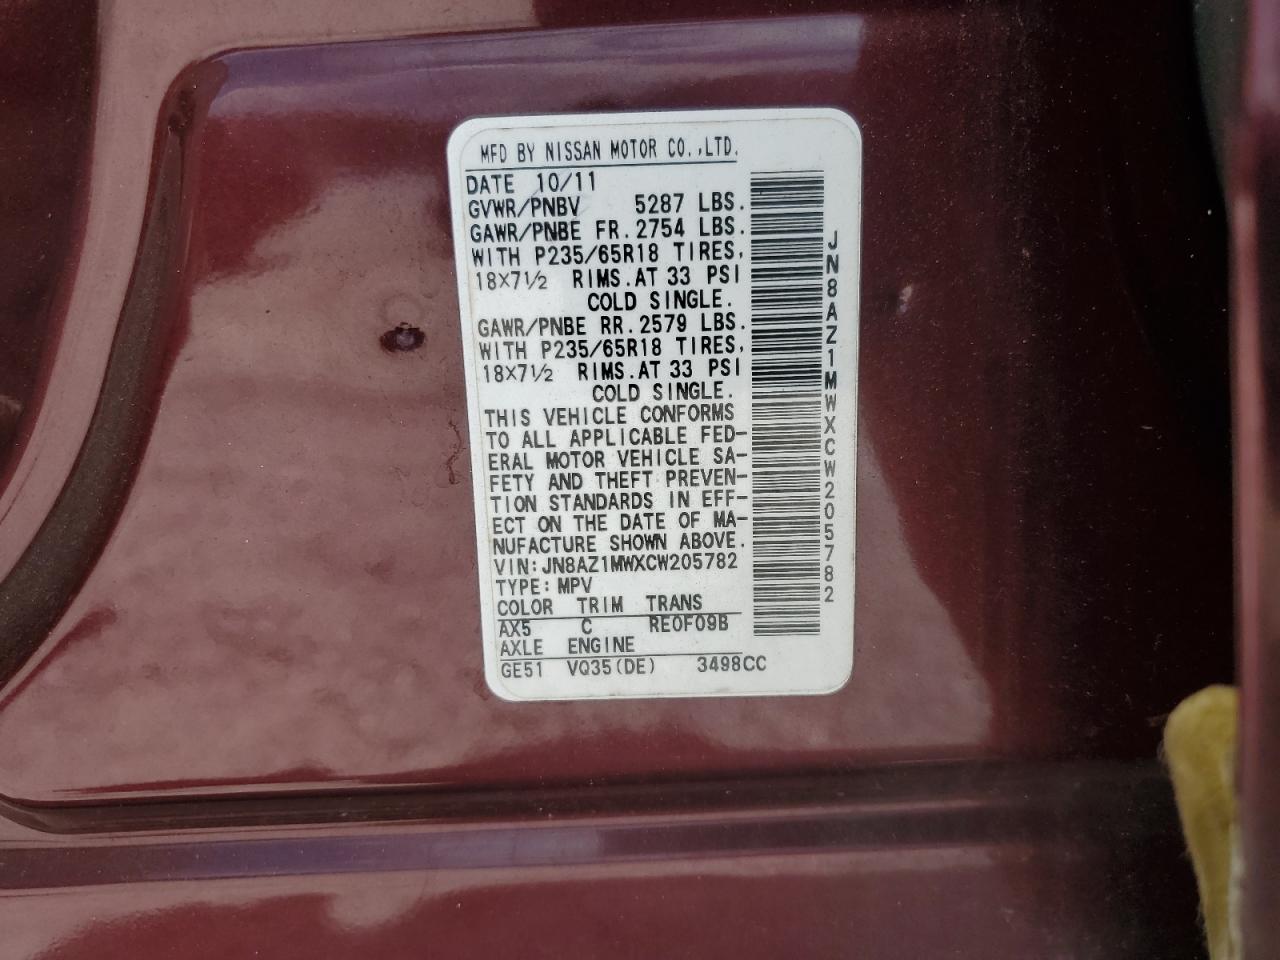 MFD BY NISSAN MOTOR CO.,LTD.
DATE 10/11
GVWR/PNBV 5287 LBS.
GAWR/PNBE FR. 2754 LBS.
WITH P235/65R18 TIRES,
18X7½ RIMS.AT 33 PSI
COLD SINGLE.
GAWR/PNBE RR. 2579 LBS.
WITH P235/65R18 TIRES,
18X7½ RIMS.AT 33 PSI
COLD SINGLE.
THIS VEHICLE CONFORMS
TO ALL APPLICABLE FED-
ERAL MOTOR VEHICLE SA-
FETY AND THEFT PREVEN-
TION STANDARDS IN EFF-
ECT ON THE DATE OF MA-
NUFACTURE SHOWN ABOVE.
VIN:JN8AZ1MWXCW205782
TYPE:MPV
COLOR TRIM TRANS
AX5 C RE0F09B
AXLE ENGINE
GE51 VQ35(DE) 3498CC
JN8AZ1MWXCW205782